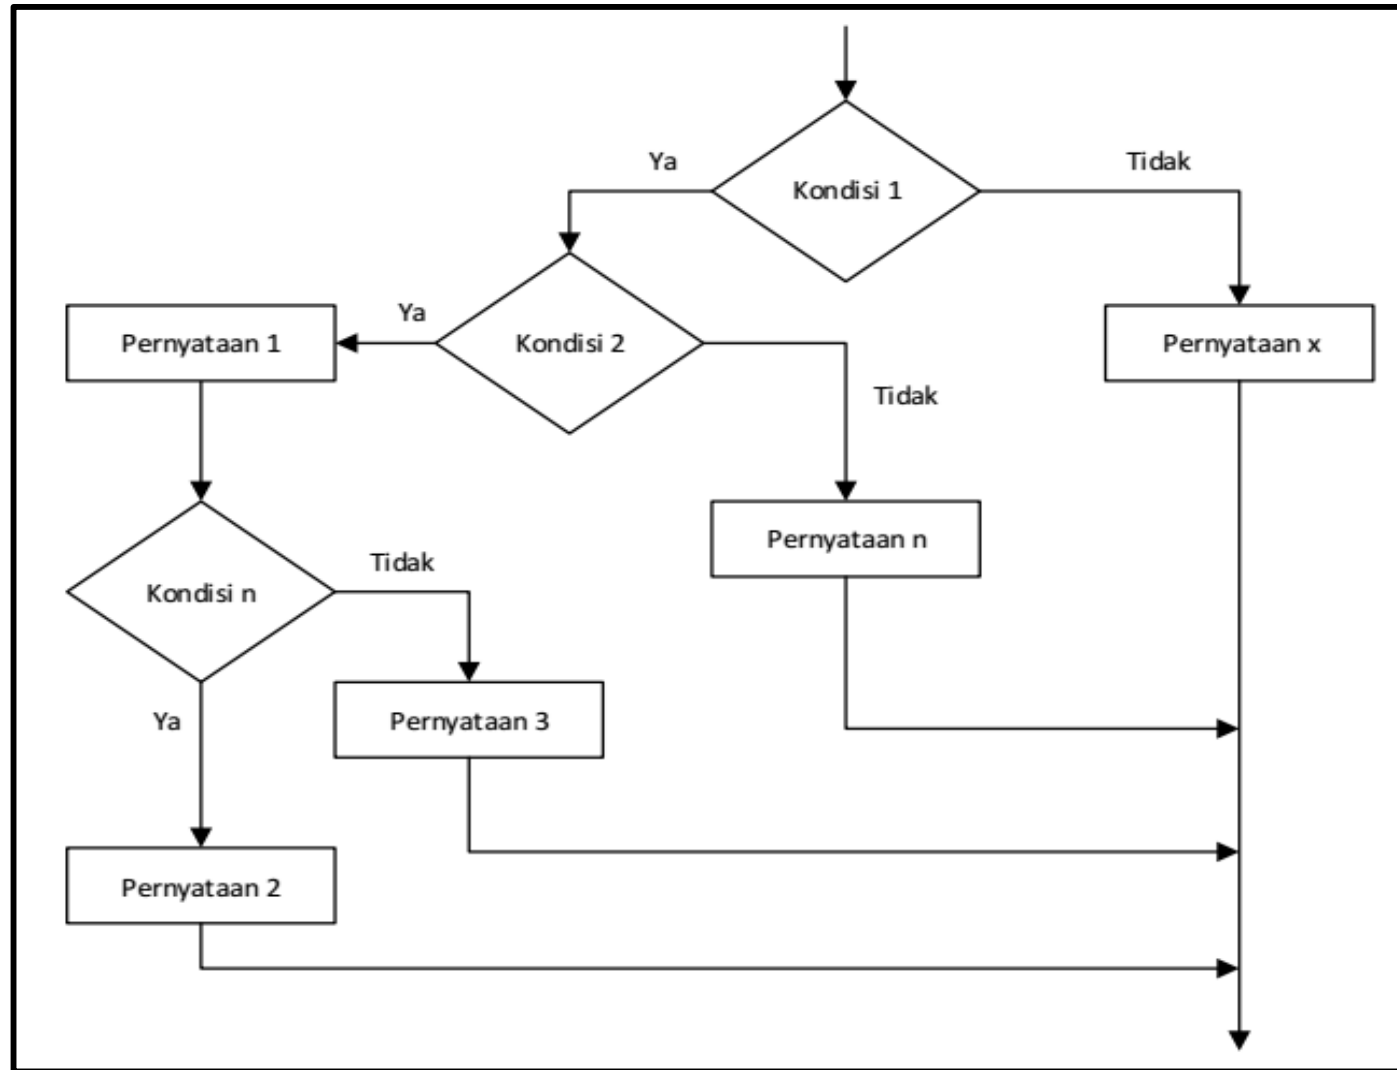 Ya
Tidak
Kondisi 1
Ya
Pernyataan 1
Kondisi 2
Pernyataan x
Tidak
Pernyataan n
Tidak
Kondisi n
Ya
Pernyataan 3
Pernyataan 2